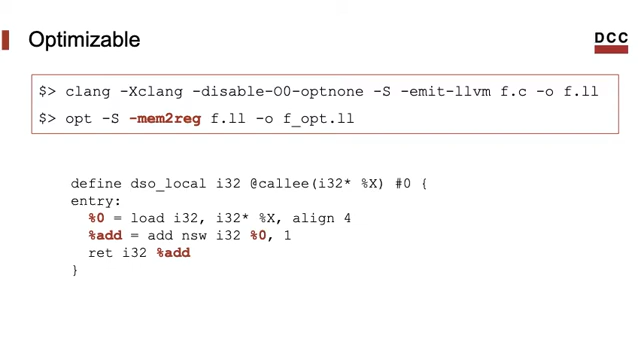 Optimizable
DCC
$> clang -Xclang -disable-O0-optnone -S -emit-llvm f.c -o f.ll
$> opt -S -mem2reg f.ll -o f_opt.ll
define dso_local i32 @callee(i32* %X) #0 {
entry:
  %0 = load i32, i32* %X, align 4
  %add = add nsw i32 %0, 1
  ret i32 %add
}